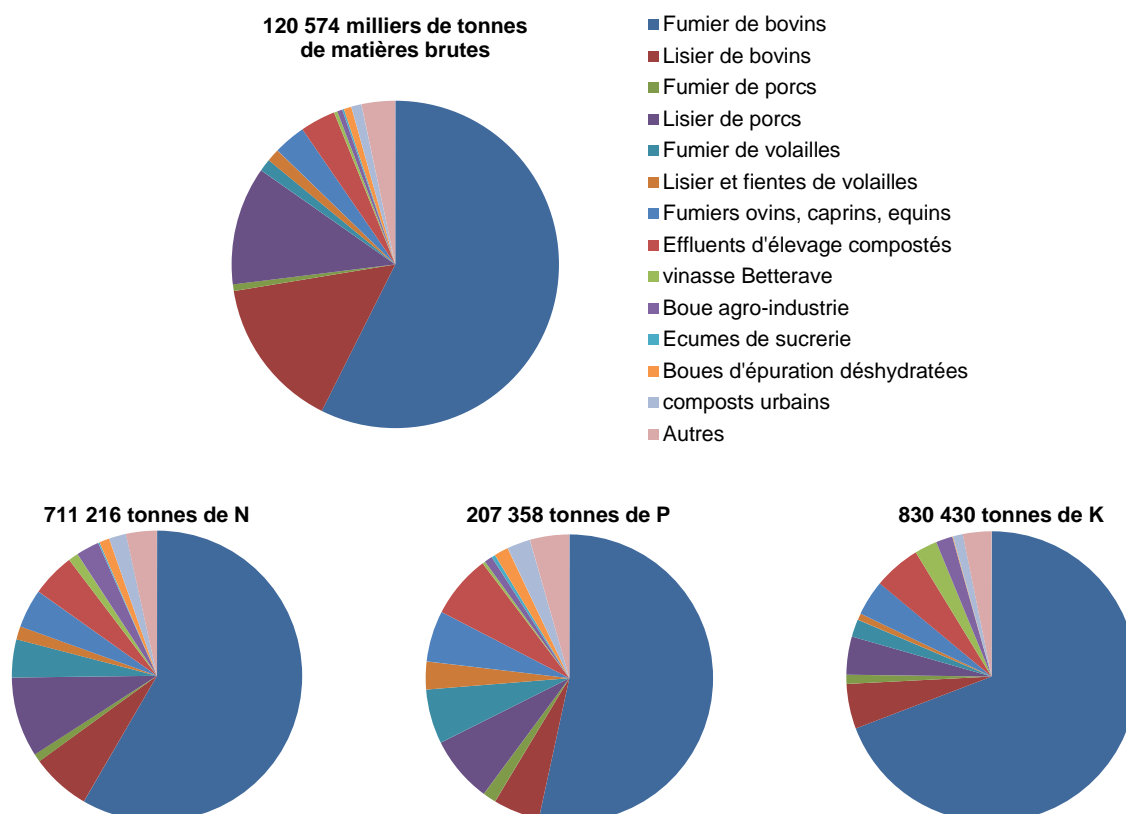 120 574 milliers de tonnes
de matières brutes
Fumier de bovins
Lisier de bovins
Fumier de porcs
Lisier de porcs
Fumier de volailles
Lisier et fientes de volailles
Fumiers ovins, caprins, equins
Effluents d'élevage compostés
vinasse Betterave
Boue agro-industrie
Ecumes de sucrerie
Boues d'épuration déshydratées
composts urbains
Autres
711 216 tonnes de N
207 358 tonnes de P
830 430 tonnes de K